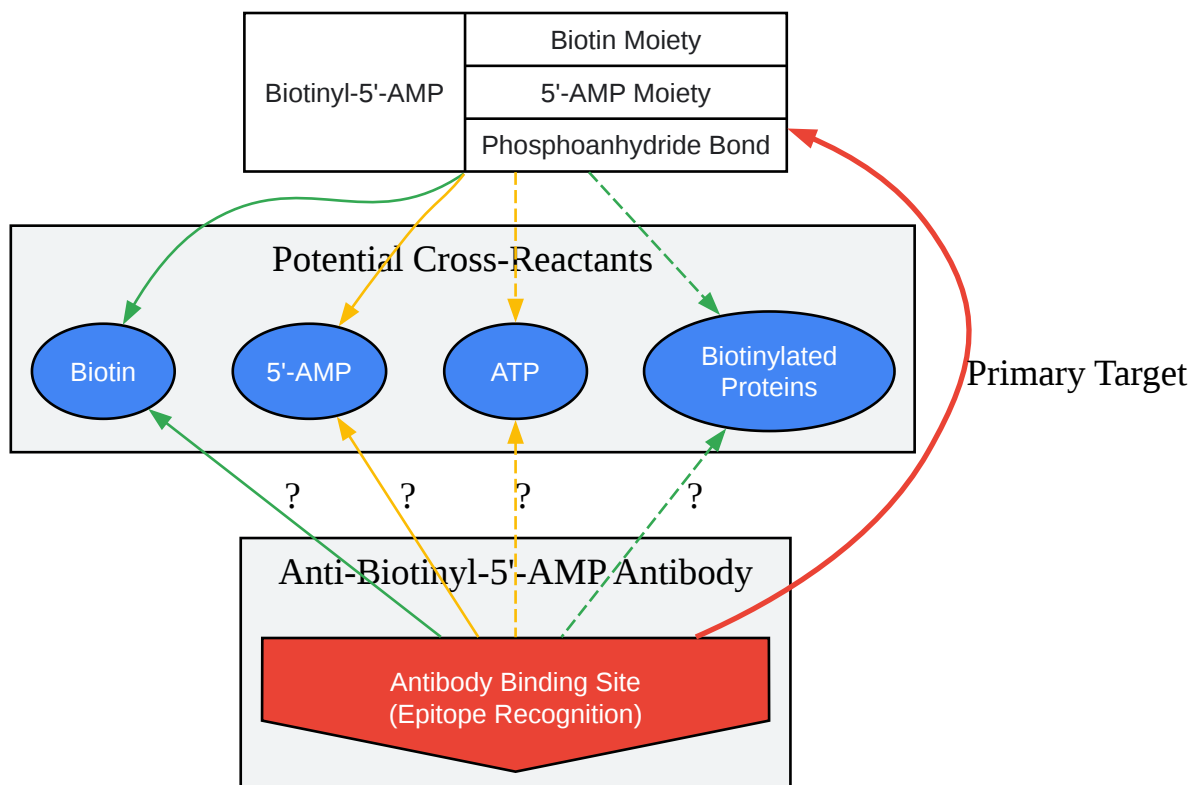 Biotinyl-5'-AMP
Biotin Moiety
5'-AMP Moiety
Phosphoanhydride Bond
Potential Cross-Reactants
Biotin
5'-AMP
ATP
Biotinylated
Proteins
Primary Target
?
?
?
?
Anti-Biotinyl-5'-AMP Antibody
Antibody Binding Site
(Epitope Recognition)